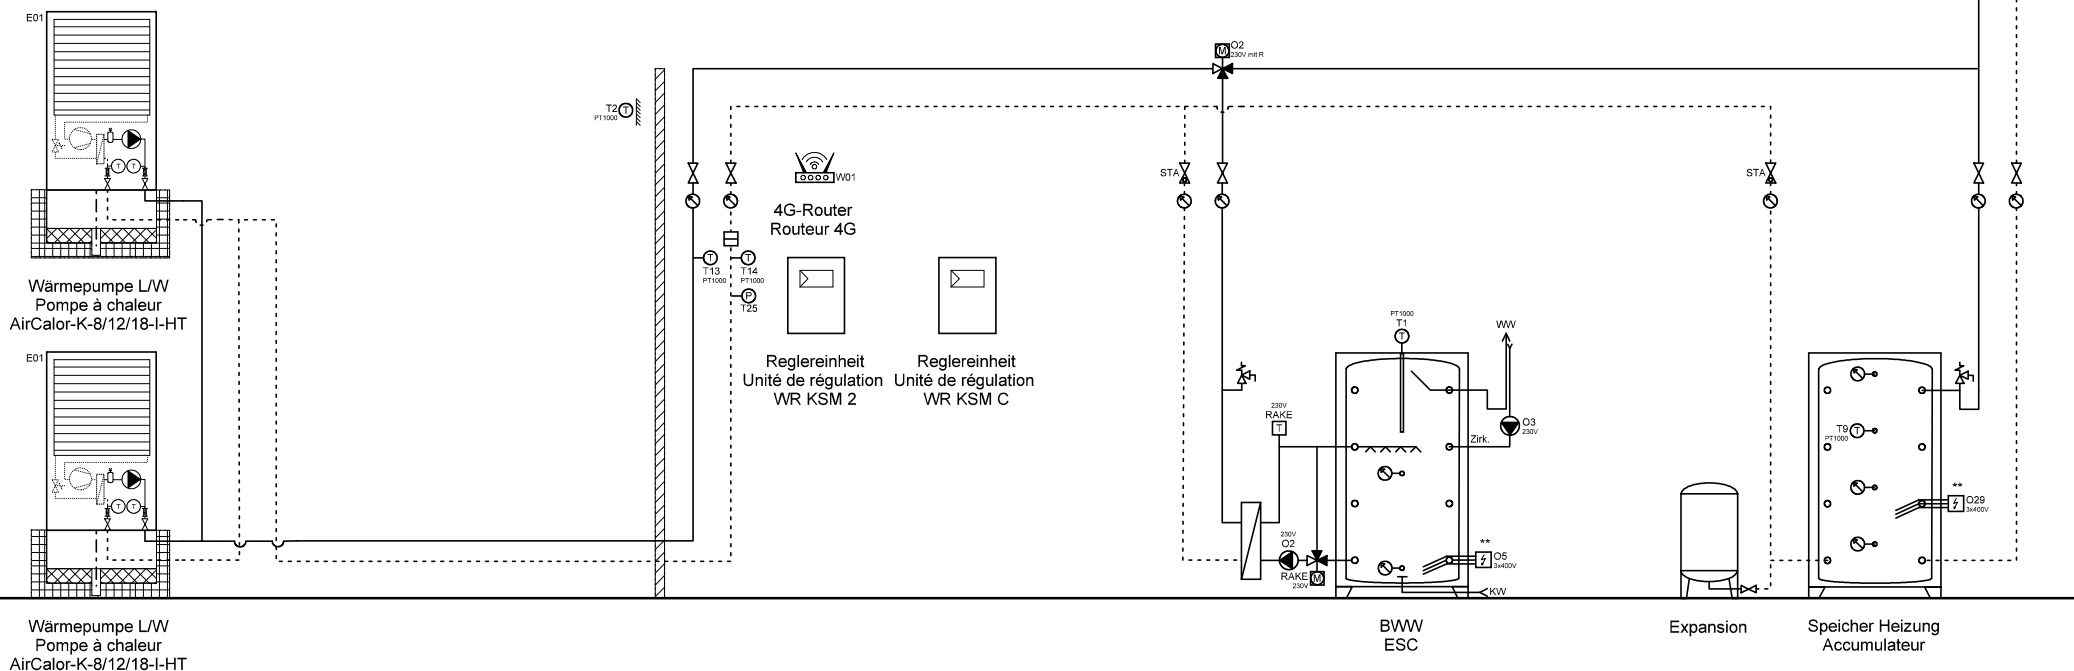 E01
Wärmepumpe L/W
Pompe à chaleur
AirCalor-K-8/12/18-I-HT
E01
Wärmepumpe L/W
Pompe à chaleur
AirCalor-K-8/12/18-I-HT
T2
PT1000
T
T
T13
PT1000
T
T14
PT1000
P
T25
W01
4G-Router
Routeur 4G
Reglereinheit
Unité de régulation
WR KSM 2
Reglereinheit
Unité de régulation
WR KSM C
M
O2
230V mit R
STA
STA
230V
RAKE
T
230V
O2
RAKE
230V
M
PT1000
T1
T
WW
O3
230V
Zirk.
**
O5
3x400V
KW
BWW
ESC
Expansion
T9
PT1000
T
**
O29
3x400V
Speicher Heizung
Accumulateur